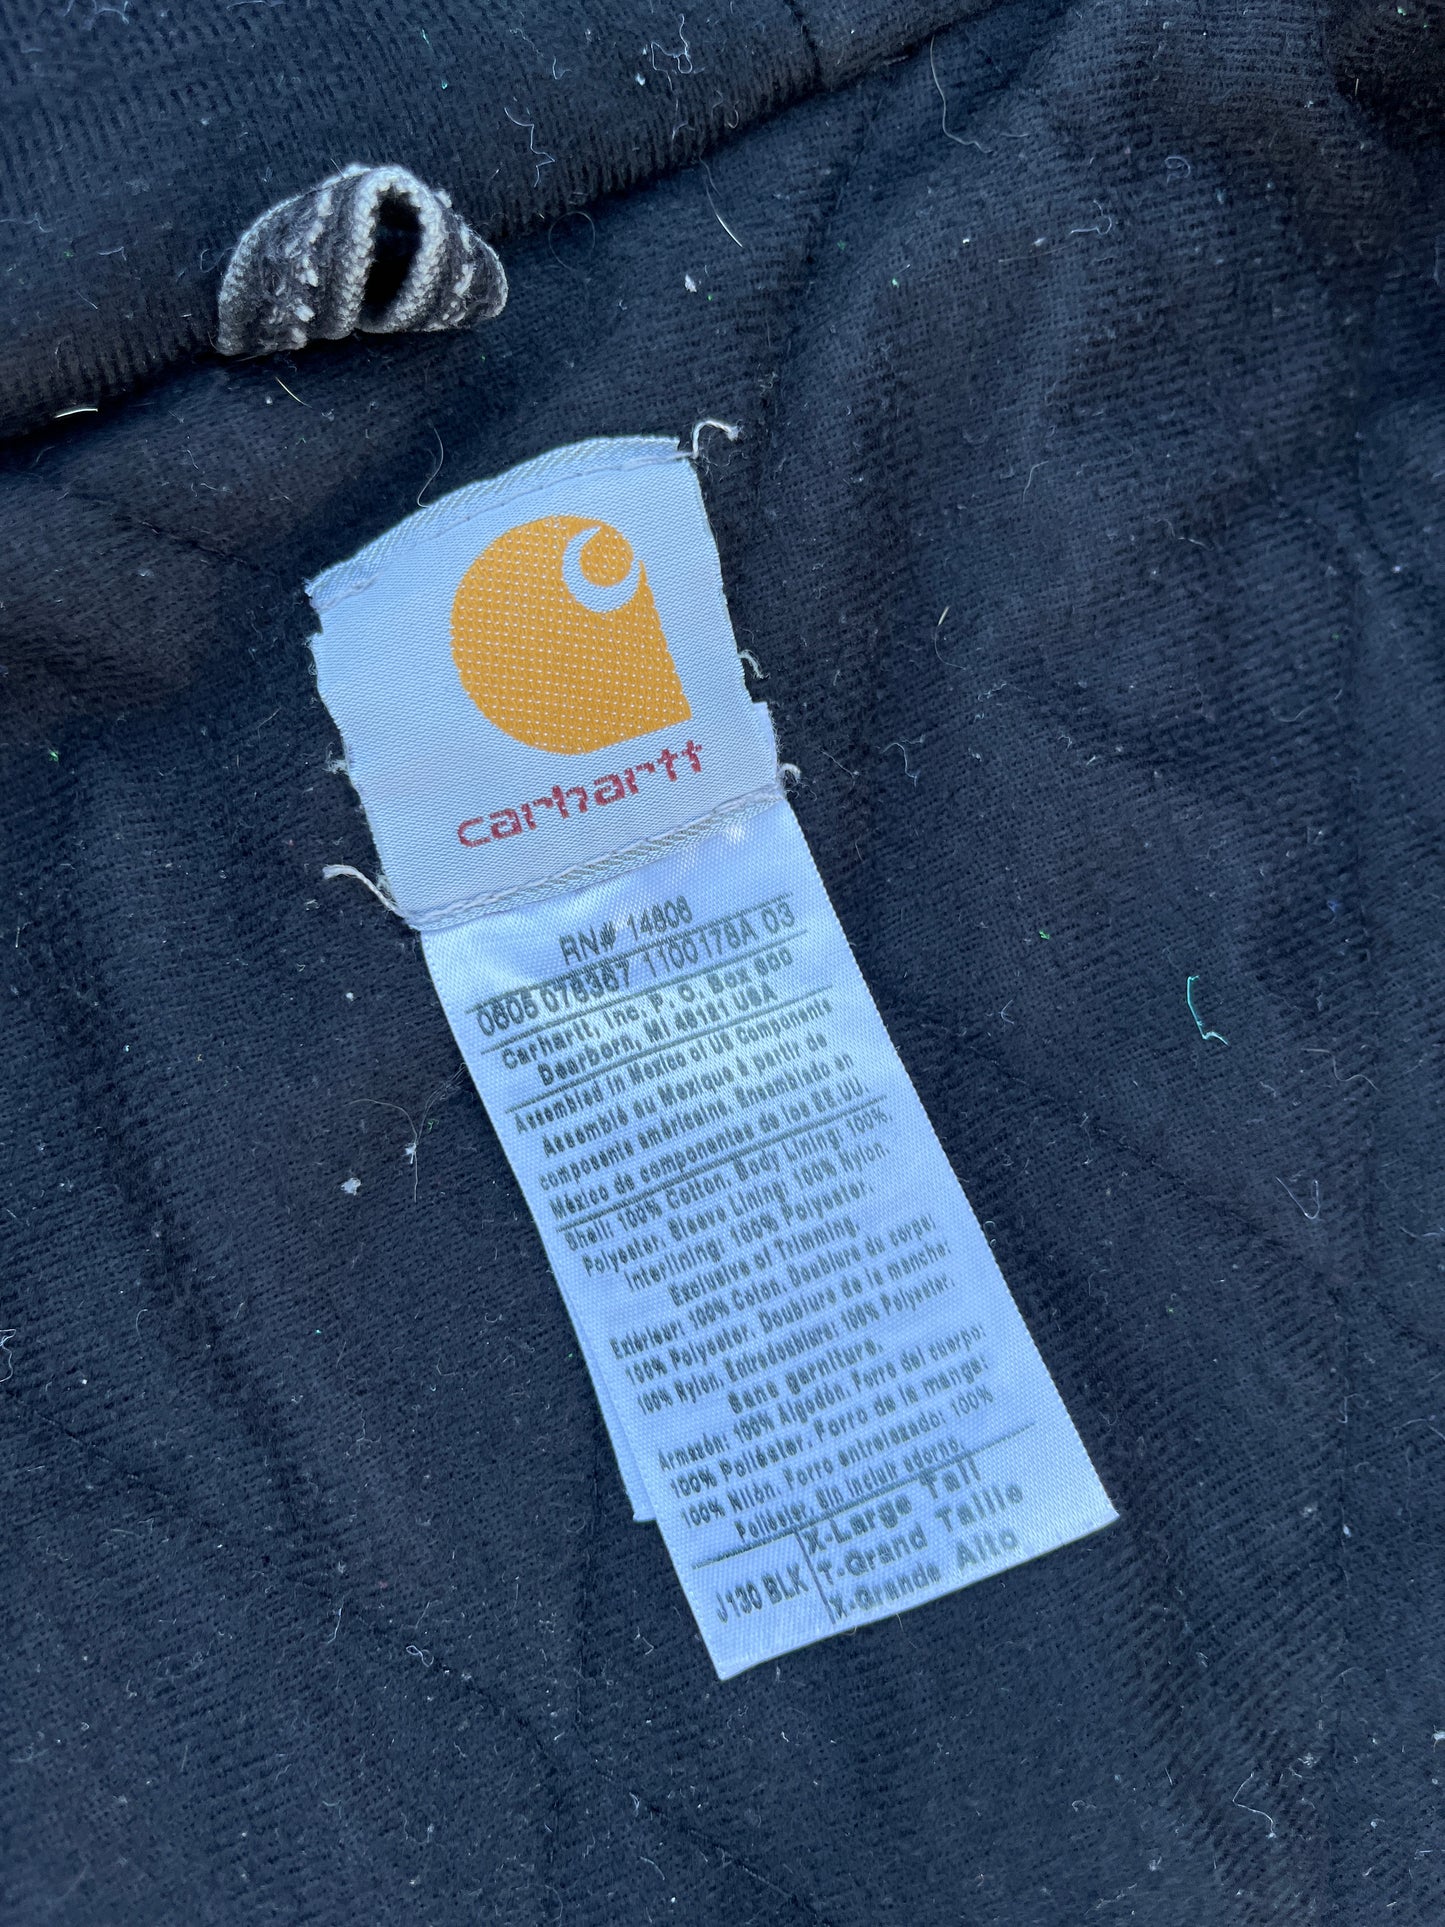 carhartt
RN# 14806
0605 076367 1100178A 03
Carhartt, Inc, P. O. Box 600
Dearborn, MI 48121 USA
Assembled in Mexico of US Components
Assemblé au Mexique à partir de
composants américains. Ensamblado en
México de componentes de los EE.UU.
Shell: 100% Cotton. Body Lining: 100%
Polyester. Sleeve Lining: 100% Nylon.
Interlining: 100% Polyester.
Exclusive of Trimming.
Extérieur: 100% Coton. Doublure du corps:
100% Polyester. Doublure de la manche:
100% Nylon. Entredoublure: 100% Polyester.
Sans garniture.
Armazón: 100% Algodón. Forro del cuerpo:
100% Poliéster. Forro de la manga:
100% Nilón. Forro entrelazado: 100%
Poliéster, sin incluir adorno.
X-Large Tall
J130 BLK T-Grand Taille
X-Grande Alto